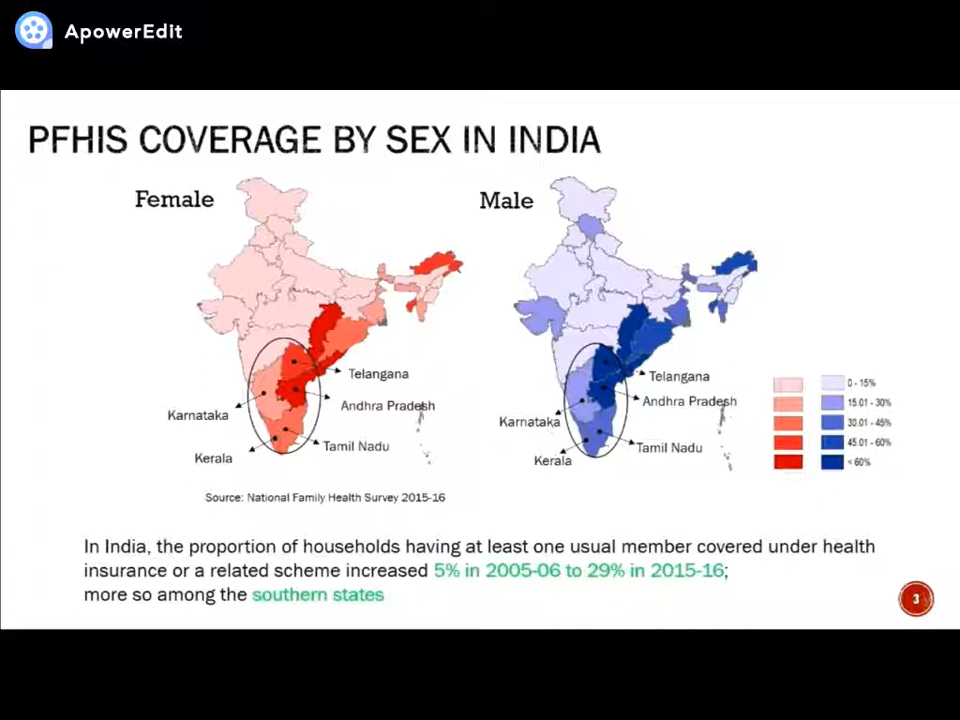 ApowerEdit
PFHIS COVERAGE BY SEX IN INDIA
Female
Male
Telangana
Andhra Pradesh
Karnataka
Tamil Nadu
Kerala
Telangana
Andhra Pradesh
Karnataka
Tamil Nadu
Kerala
0 - 15%
15.01 - 30%
30.01 - 45%
45.01 - 60%
< 60%
Source: National Family Health Survey 2015-16
In India, the proportion of households having at least one usual member covered under health
insurance or a related scheme increased 5% in 2005-06 to 29% in 2015-16;
more so among the southern states
3